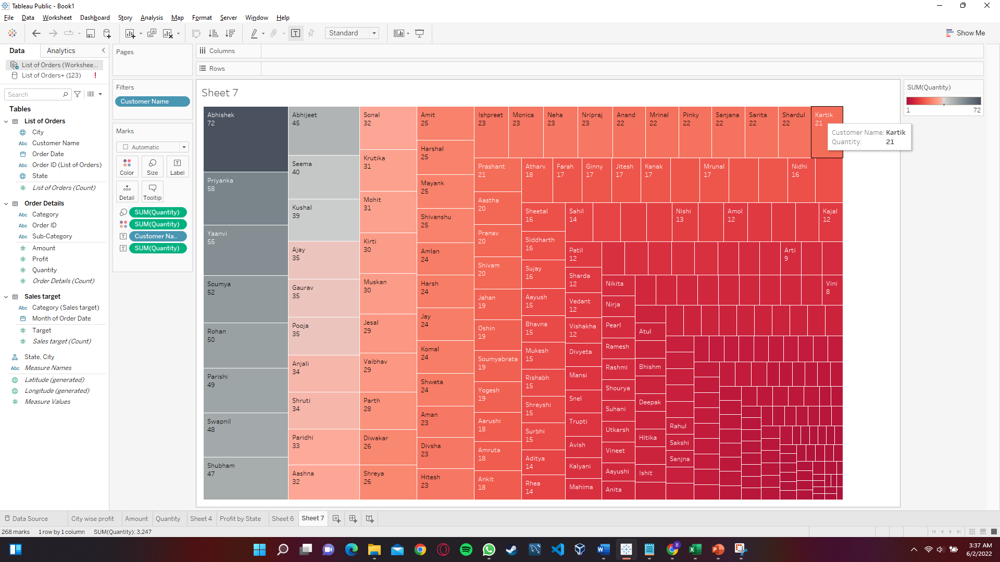 Tableau Public - Book1
File Data Worksheet Dashboard Story Analysis Map Format Server Window Help
Standard
Show Me
Data Analytics
List of Orders (Workshee...
List of Orders+ (123)
Search
Tables
List of Orders
City
Abc Customer Name
Order Date
Abc Order ID (List of Orders)
State
List of Orders (Count)
Order Details
Abc Category
Abc Order ID
Abc Sub-Category
Amount
Profit
Quantity
Order Details (Count)
Sales target
Abc Category (Sales target)
Month of Order Date
Target
Sales target (Count)
State, City
Abc Measure Names
Latitude (generated)
Longitude (generated)
Measure Values
Pages
Filters
Customer Name
Marks
Automatic
Color Size Label
Detail Tooltip
SUM(Quantity)
SUM(Quantity)
Customer Na..
SUM(Quantity)
Columns
Rows
Sheet 7
Abhishek
72
Priyanka
58
Yaanvi
55
Soumya
52
Rohan
50
Parishi
49
Swapnil
48
Shubham
47
Abhijeet
45
Seema
40
Kushal
39
Ajay
35
Gaurav
35
Pooja
35
Anjali
34
Shruti
34
Paridhi
33
Aashna
32
Sonal
32
Krutika
31
Mohit
31
Kirti
30
Muskan
30
Jesal
29
Vaibhav
29
Parth
28
Diwakar
26
Shreya
26
Amit
25
Harshal
25
Mayank
25
Shivanshu
25
Amlan
24
Harsh
24
Jay
24
Komal
24
Shweta
24
Aman
23
Divsha
23
Hitesh
23
Ishpreet
23
Monica
23
Neha
23
Nripraj
23
Anand
22
Mrinal
22
Pinky
22
Sanjana
22
Sarita
22
Shardul
22
Kartik
21
Customer Name: Kartik
Quantity: 21
Prashant
21
Aastha
20
Pranav
20
Shivam
20
Jahan
19
Oshin
19
Soumyabrata
19
Yogesh
19
Aarushi
18
Amruta
18
Ankit
18
Atharv
18
Farah
17
Ginny
17
Jitesh
17
Kanak
17
Mrunal
17
Nidhi
16
Sheetal
16
Siddharth
16
Sujay
16
Aayush
15
Bhavna
15
Mukesh
15
Rishabh
15
Shreyshi
15
Surbhi
15
Aditya
14
Rhea
14
Sahil
14
Nishi
13
Amol
12
Kajal
12
Patil
12
Sharda
12
Vedant
12
Vishakha
12
Divyeta
Mansi
Snel
Trupti
Avish
Kalyani
Mahima
Arti
9
Nikita
Nirja
Pearl
Ramesh
Rashmi
Shourya
Suhani
Utkarsh
Vineet
Aayushi
Anita
Vini
8
Atul
Bhishm
Deepak
Hitika
Ishit
Rahul
Sakshi
Sanjna
SUM(Quantity)
1 72
Data Source City wise profit Amount Quantity Sheet 4 Profit by State Sheet 6 Sheet 7
268 marks 1 row by 1 column SUM(Quantity): 3,247
3:37 AM
6/2/2022